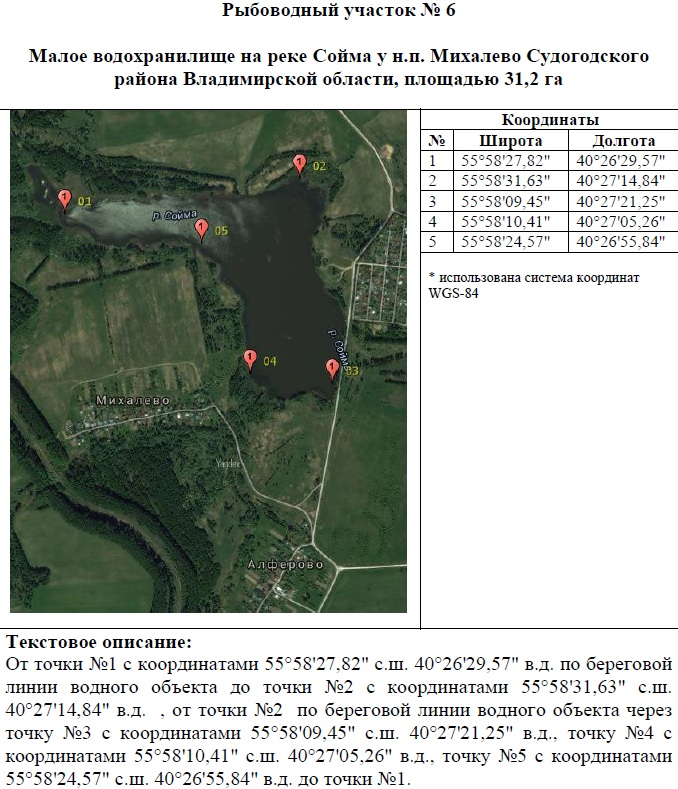 Рыбоводный участок № 6
Малое водохранилище на реке Сойма у н.п. Михалево Судогодского
района Владимирской области, площадью 31,2 га
Координаты
№ Широта Долгота
1 55°58'27,82" 40°26'29,57"
2 55°58'31,63" 40°27'14,84"
3 55°58'09,45" 40°27'21,25"
4 55°58'10,41" 40°27'05,26"
5 55°58'24,57" 40°26'55,84"
* использована система координат
WGS-84
1 02
1 01
р. Сойма
1 05
р. Сойма
1 04
1 03
Михалево
Yandex
Алферово
Текстовое описание:
От точки №1 с координатами 55°58'27,82" с.ш. 40°26'29,57" в.д. по береговой
линии водного объекта до точки №2 с координатами 55°58'31,63" с.ш.
40°27'14,84" в.д. , от точки №2 по береговой линии водного объекта через
точку №3 с координатами 55°58'09,45" с.ш. 40°27'21,25" в.д., точку №4 с
координатами 55°58'10,41" с.ш. 40°27'05,26" в.д., точку №5 с координатами
55°58'24,57" с.ш. 40°26'55,84" в.д. до точки №1.